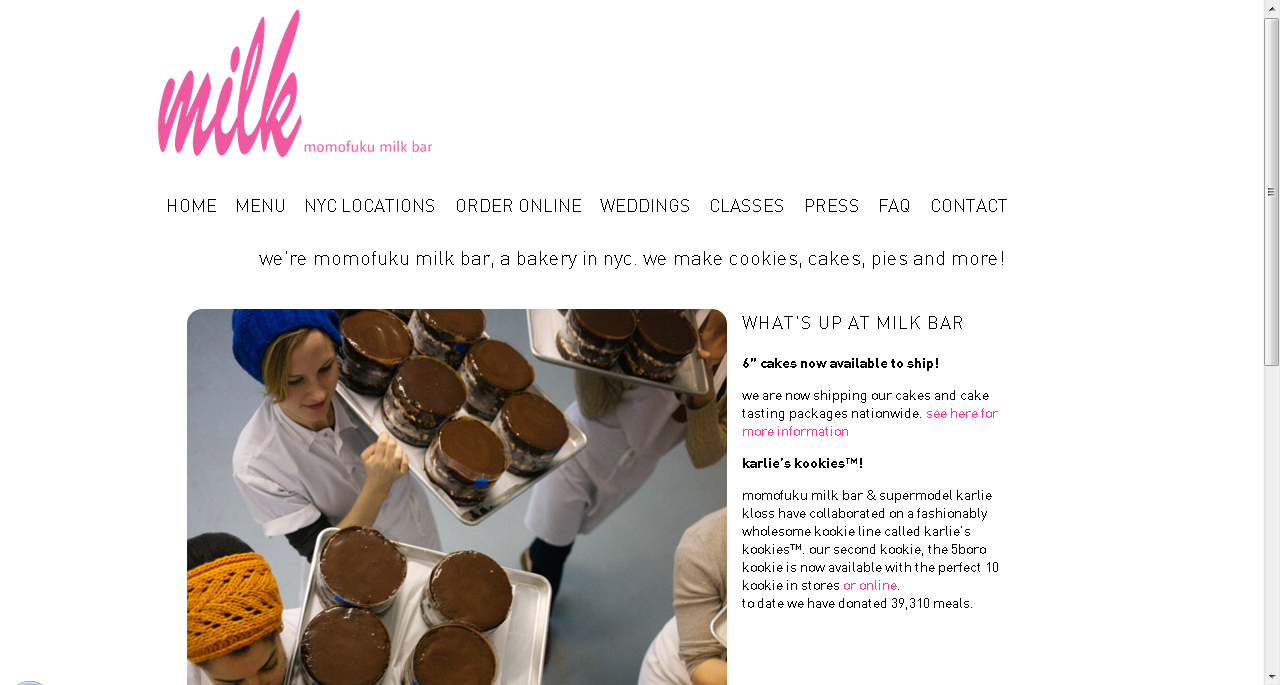 milk
momofuku milk bar
HOME MENU NYC LOCATIONS ORDER ONLINE WEDDINGS CLASSES PRESS FAQ CONTACT
we're momofuku milk bar, a bakery in nyc. we make cookies, cakes, pies and more!
WHAT'S UP AT MILK BAR
6” cakes now available to ship!
we are now shipping our cakes and cake
tasting packages nationwide. see here for
more information
karlie's kookies™!
momofuku milk bar & supermodel karlie
kloss have collaborated on a fashionably
wholesome kookie line called karlie's
kookies™. our second kookie, the 5boro
kookie is now available with the perfect 10
kookie in stores or online.
to date we have donated 39,310 meals.